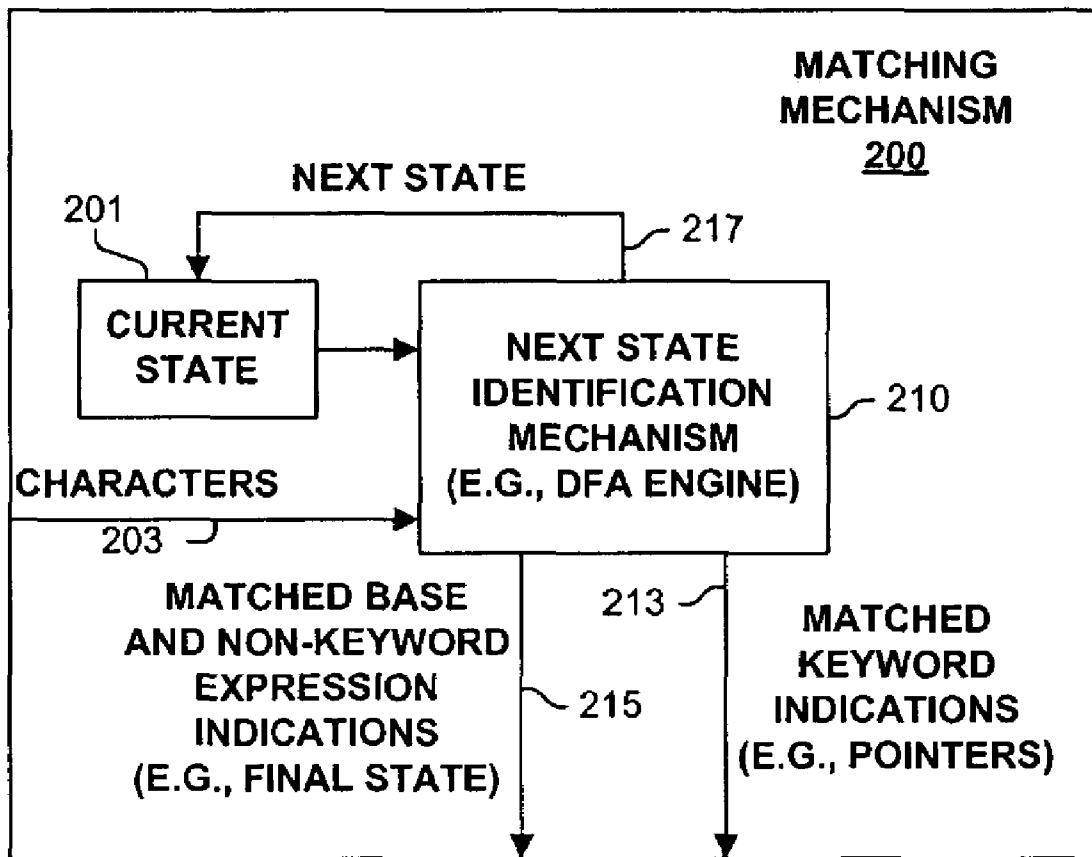 MATCHING
MECHANISM
200
NEXT STATE
201
217
CURRENT
STATE
NEXT STATE
IDENTIFICATION
MECHANISM
(E.G., DFA ENGINE)
210
CHARACTERS
203
MATCHED BASE
AND NON-KEYWORD
EXPRESSION
INDICATIONS
(E.G., FINAL STATE)
215
213
MATCHED
KEYWORD
INDICATIONS
(E.G., POINTERS)